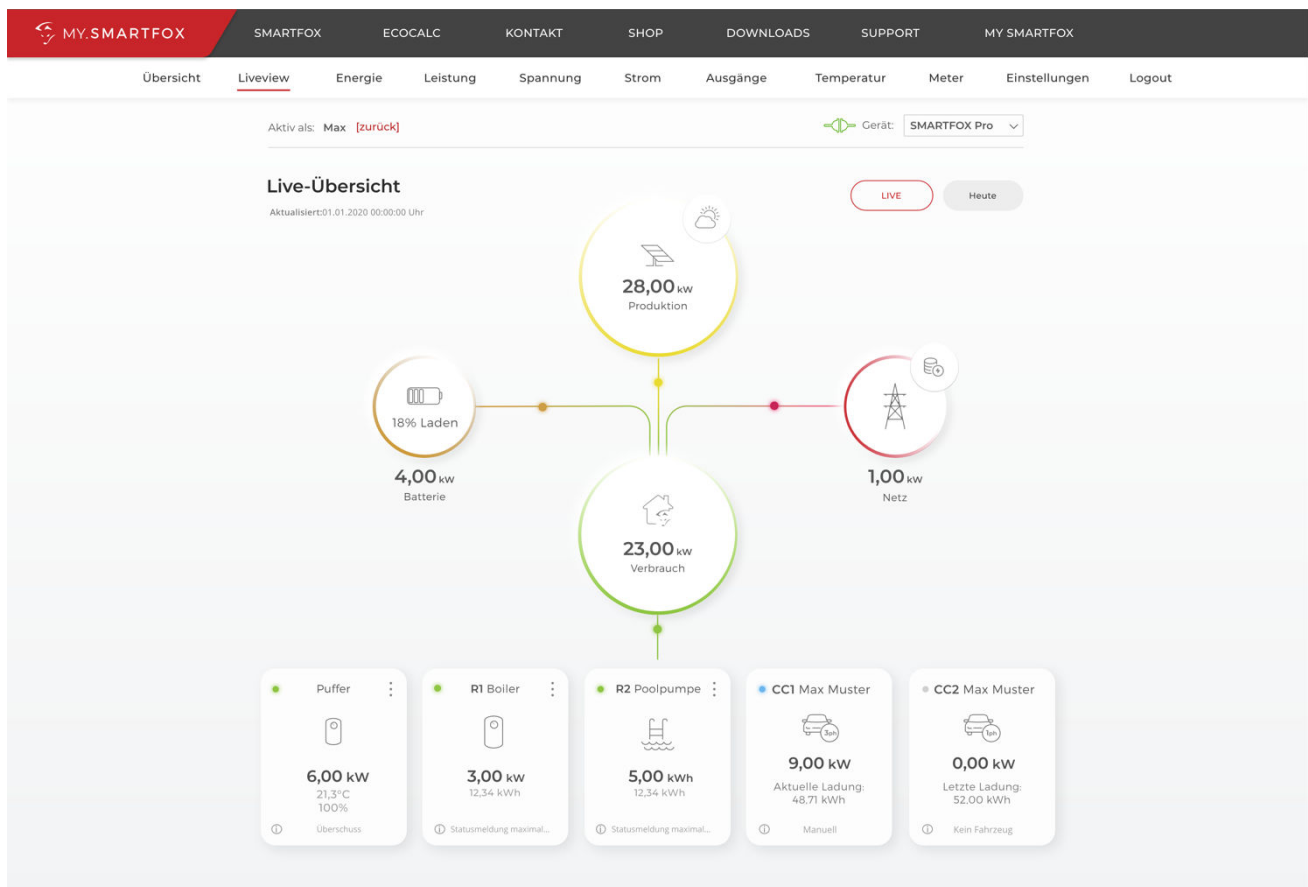 MY.SMARTFOX
SMARTFOX ECOCALC KONTAKT SHOP DOWNLOADS SUPPORT MY SMARTFOX
Übersicht Liveview Energie Leistung Spannung Strom Ausgänge Temperatur Meter Einstellungen Logout
Aktiv als: Max [zurück]
Gerät: SMARTFOX Pro
Live-Übersicht
Aktualisiert:01.01.2020 00:00:00 Uhr
LIVE
Heute
28,00 kW
Produktion
18% Laden
4,00 kW
Batterie
1,00 kW
Netz
23,00 kW
Verbrauch
Puffer
6,00 kW
21,3°C
100%
Überschuss
R1 Boiler
3,00 kW
12,34 kWh
Statusmeldung maximal...
R2 Poolpumpe
5,00 kWh
12,34 kWh
Statusmeldung maximal...
CC1 Max Muster
3ph
9,00 kW
Aktuelle Ladung:
48,71 kWh
Manuell
CC2 Max Muster
1ph
0,00 kW
Letzte Ladung:
52.00 kWh
Kein Fahrzeug